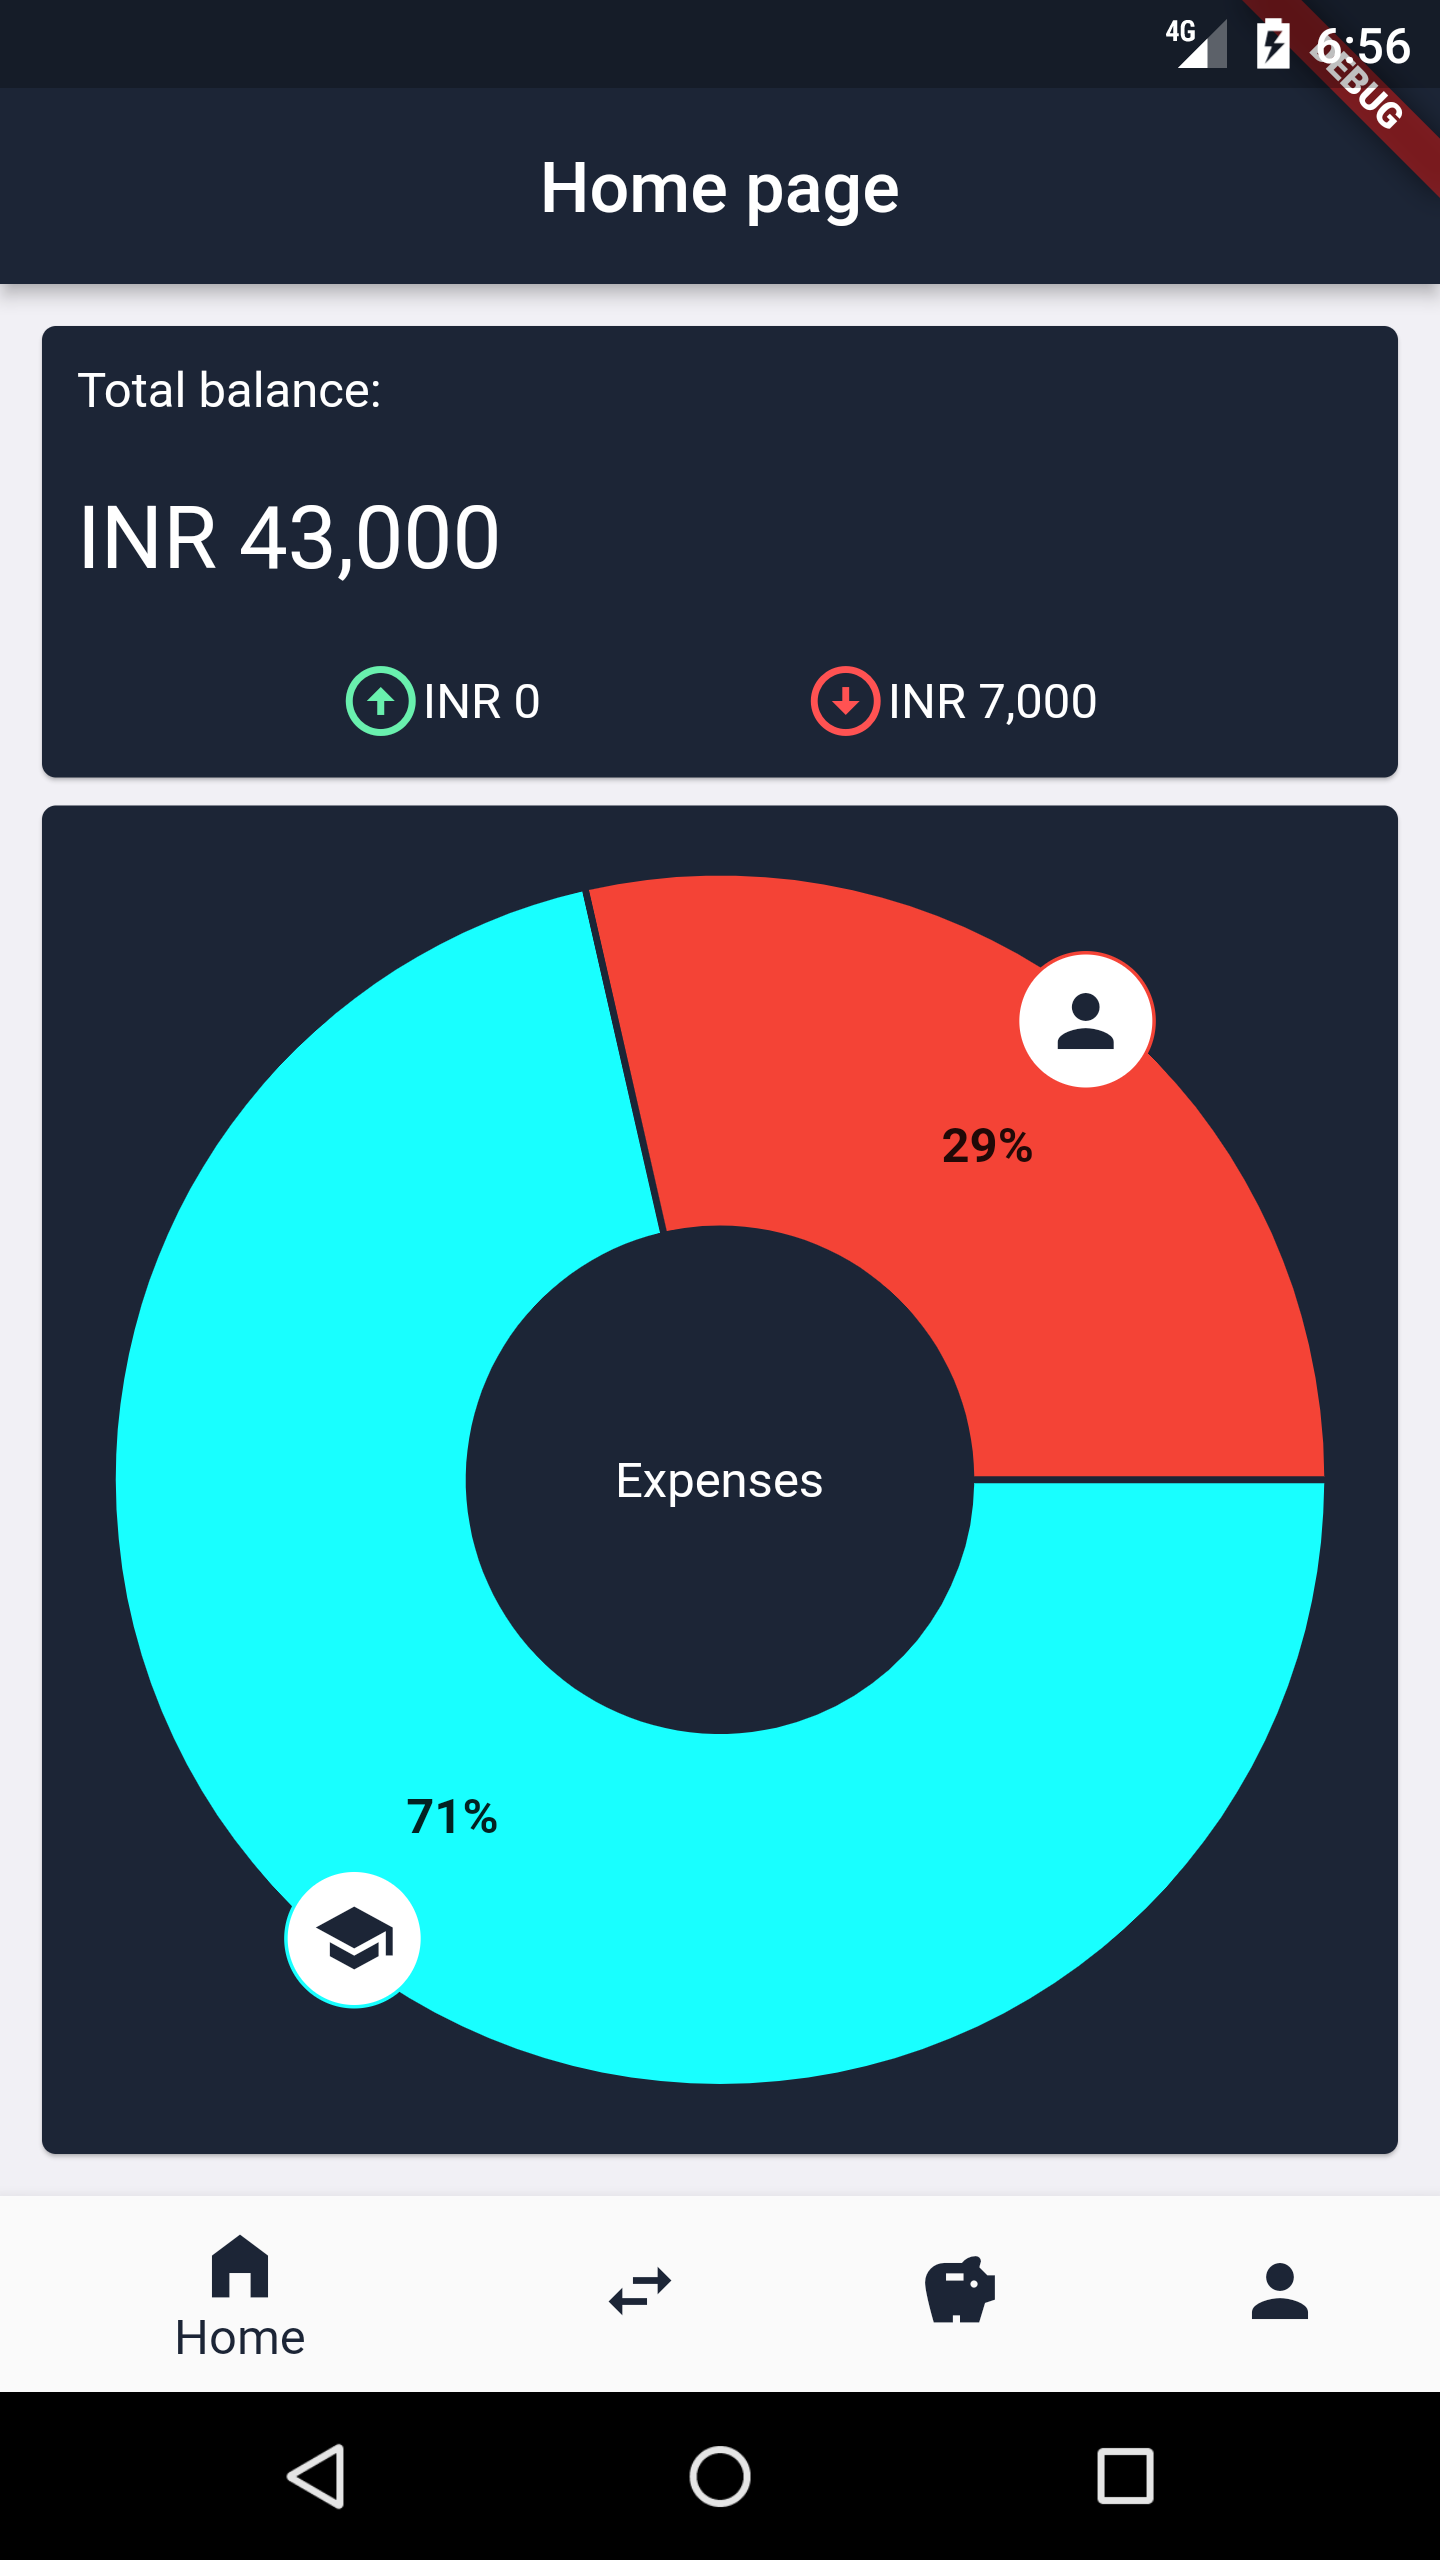 4G 6:56
DEBUG
Home page
Total balance:
INR 43,000
INR 0 INR 7,000
29%
Expenses
71%
Home